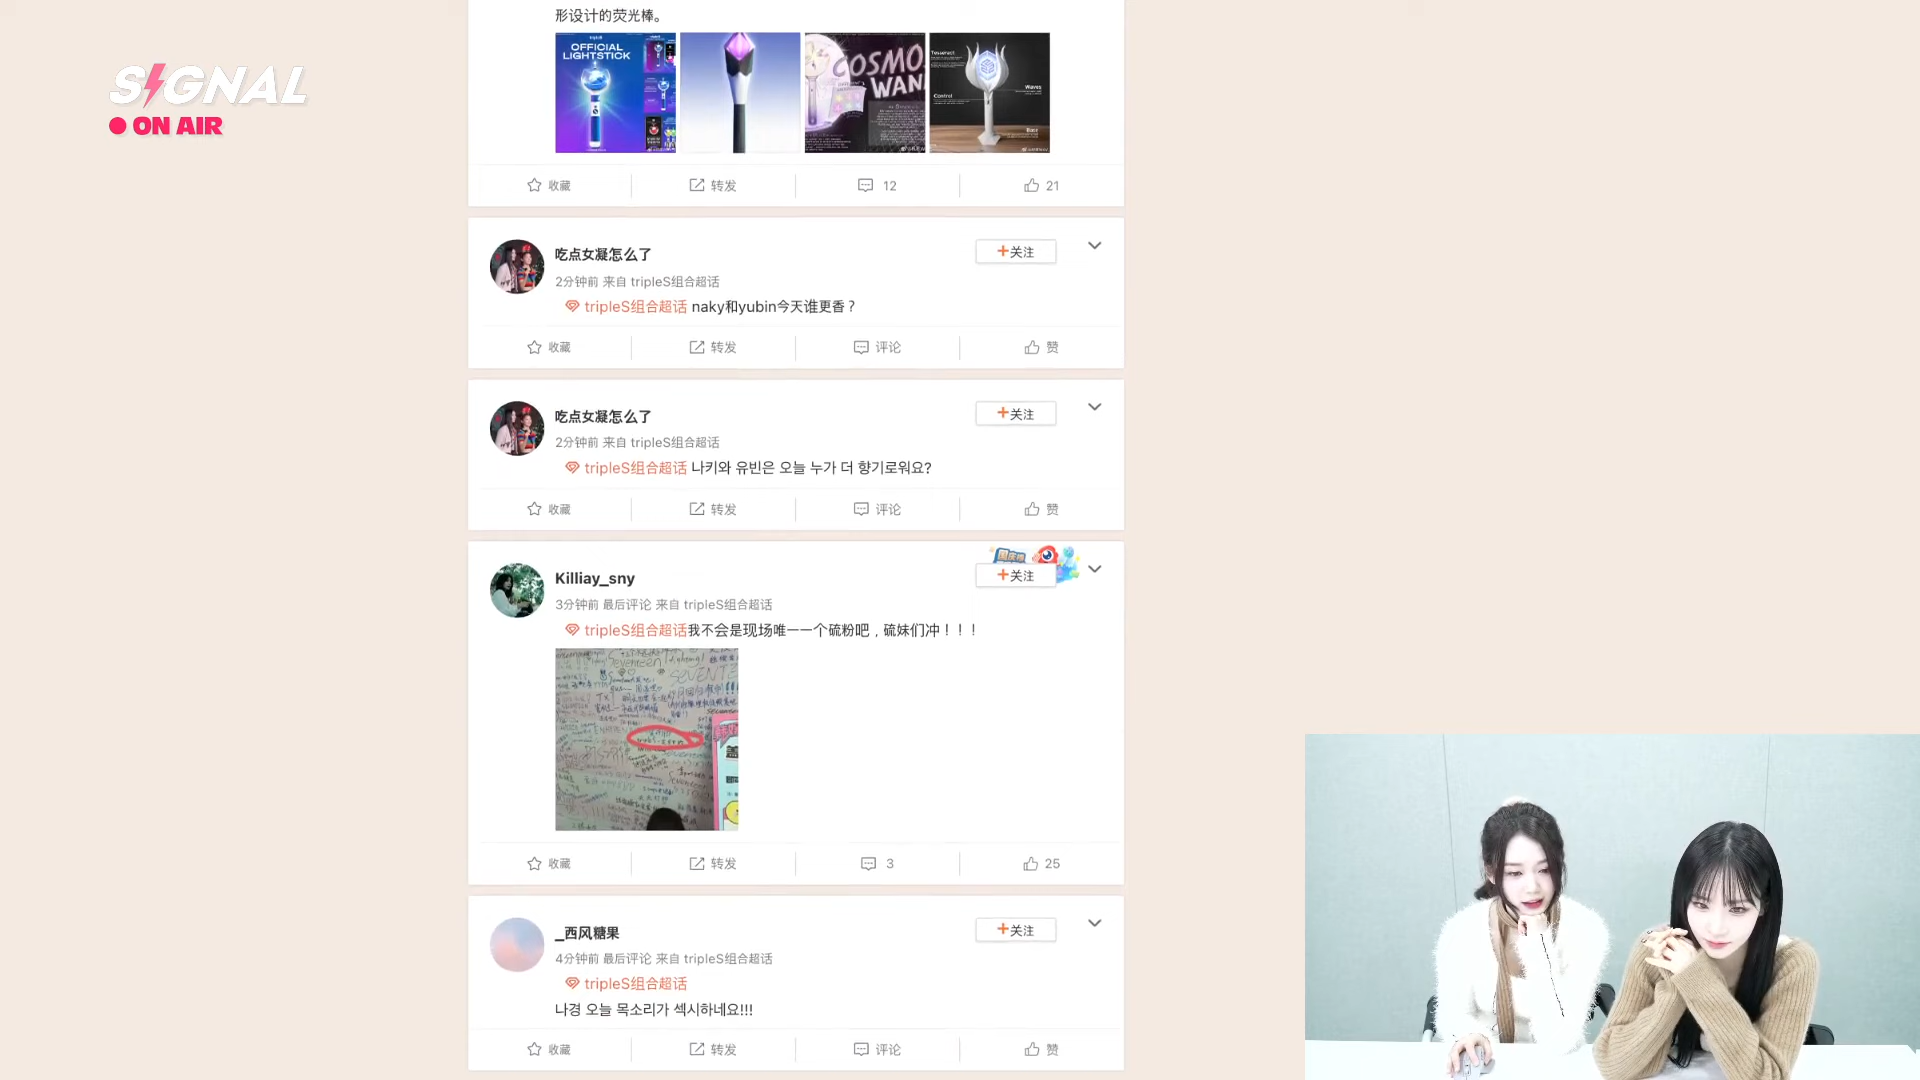 SIGNAL
ON AIR
形设计的荧光棒。
OFFICIAL
LIGHTSTICK
COSMO
WAN
Tesseract
Control
Waves
Base
收藏
转发
12
21
吃点女凝怎么了
+关注
2分钟前 来自 tripleS组合超话
tripleS组合超话 naky和yubin今天谁更香？
收藏
转发
评论
赞
吃点女凝怎么了
+关注
2分钟前 来自 tripleS组合超话
tripleS组合超话 나키와 유빈은 오늘 누가 더 향기로워요?
收藏
转发
评论
赞
Killiay_sny
+关注
3分钟前 最后评论 来自 tripleS组合超话
tripleS组合超话我不会是现场唯一一个硫粉吧，硫妹们冲！！！
Seventeen
收藏
转发
3
25
_西风糖果
+关注
4分钟前 最后评论 来自 tripleS组合超话
tripleS组合超话
나경 오늘 목소리가 섹시하네요!!!
收藏
转发
评论
赞